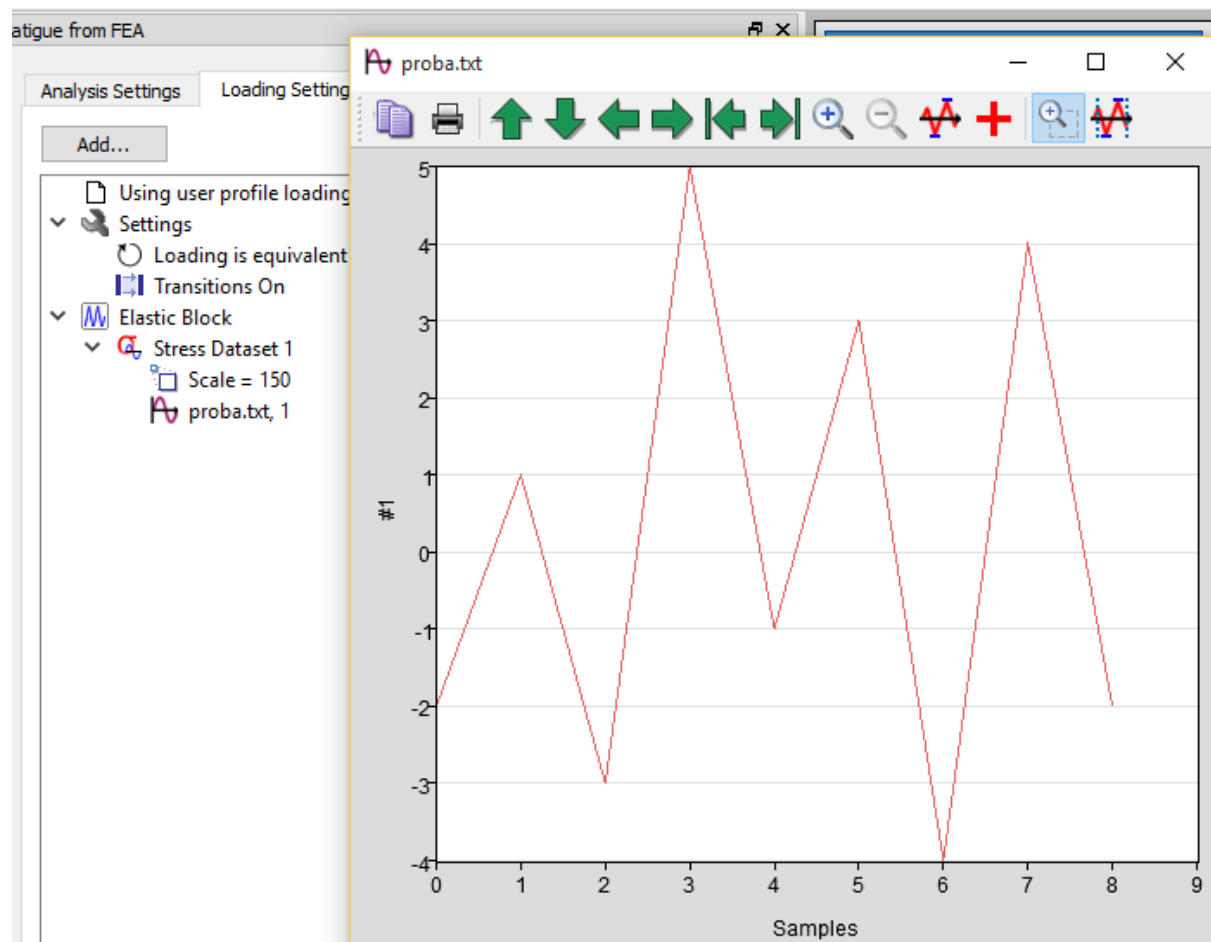 atigue from FEA
Analysis Settings
Loading Setting
Add...
Using user profile loading
Settings
Loading is equivalent
Transitions On
Elastic Block
Stress Dataset 1
Scale = 150
proba.txt, 1
proba.txt
5
4
3
2
1
0
-1
-2
-3
-4
#1
0 1 2 3 4 5 6 7 8 9
Samples